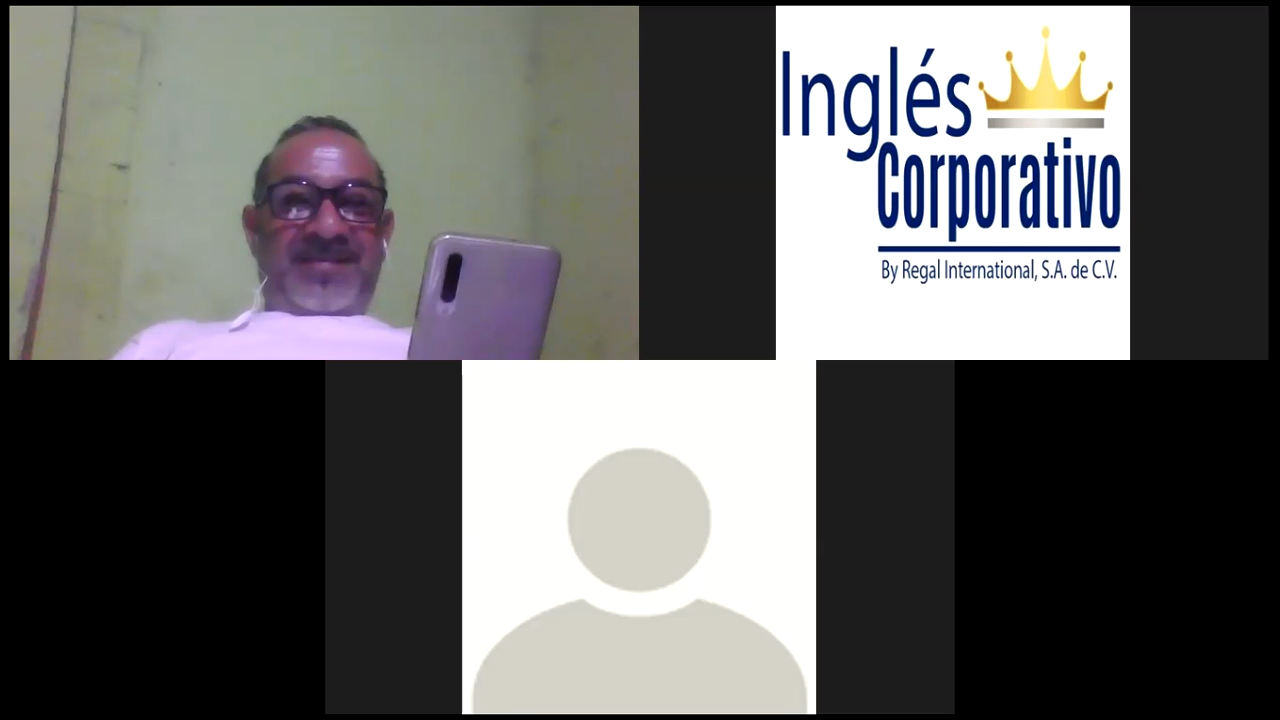 Inglés
Corporativo
By Regal International, S.A. de C.V.